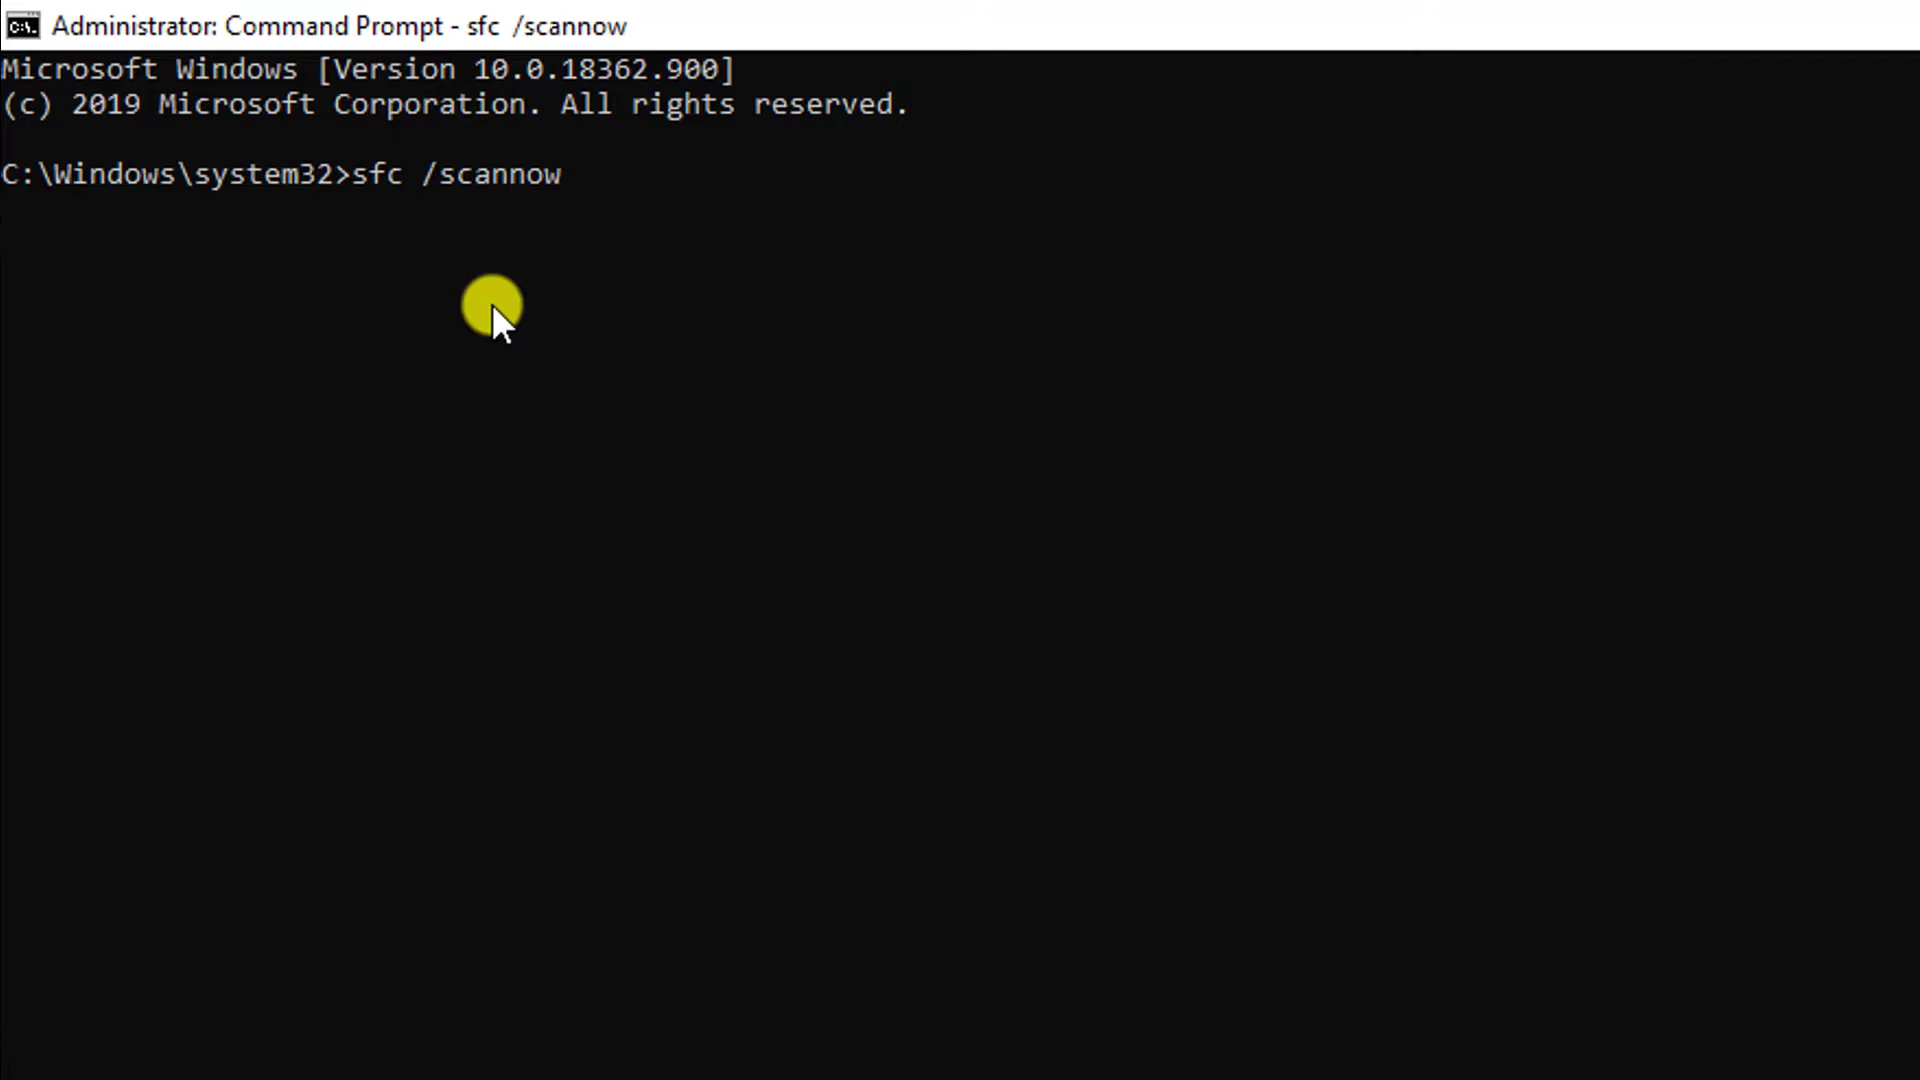 Administrator: Command Prompt - sfc  /scannow
Microsoft Windows [Version 10.0.18362.900]
(c) 2019 Microsoft Corporation. All rights reserved.
C:\Windows\system32>sfc /scannow